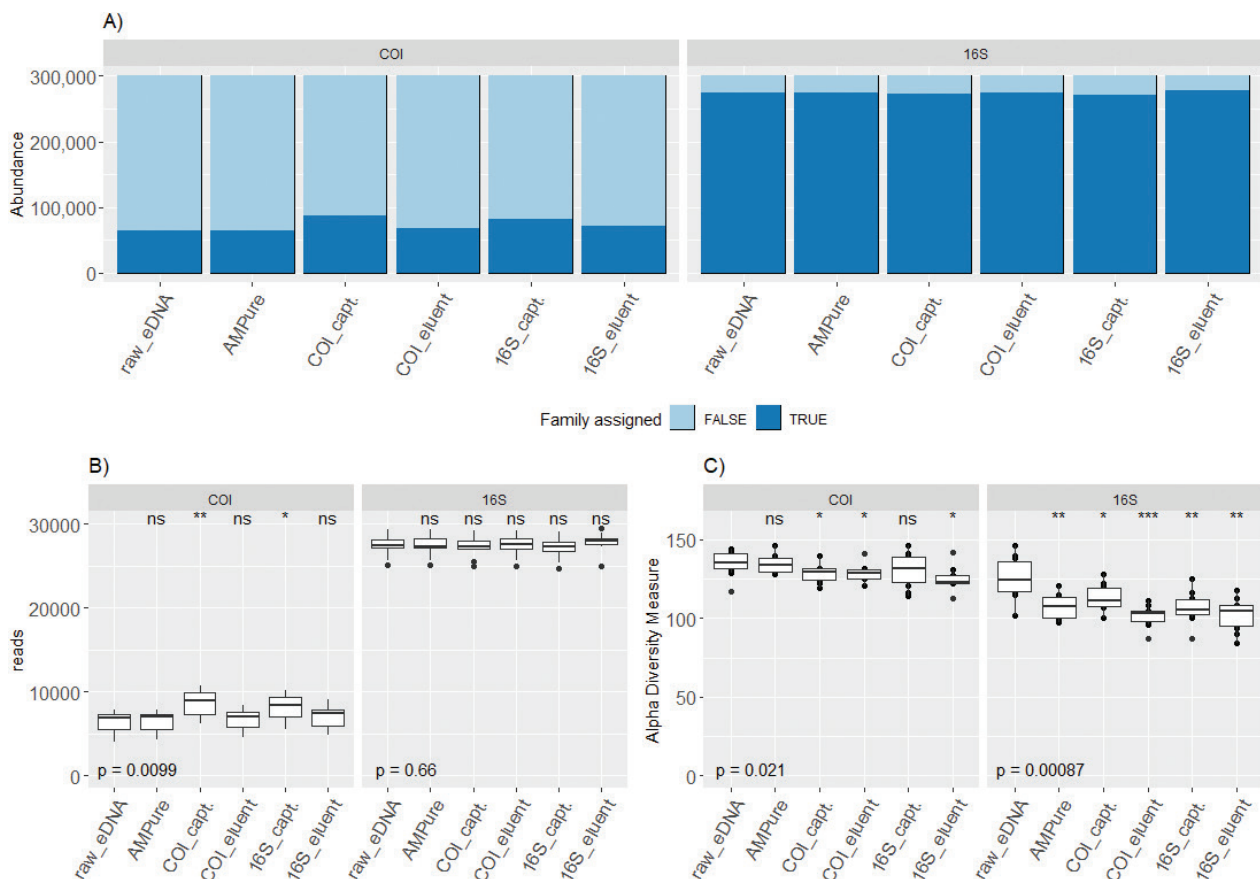 A)
COI 16S
300,000
200,000
100,000
0
Abundance
raw_eDNA AMPure COI_capt. COI_eluent 16S_capt. 16S_eluent raw_eDNA AMPure COI_capt. COI_eluent 16S_capt. 16S_eluent
Family assigned FALSE TRUE
B)
COI 16S
ns ** ns * ns ns ns ns ns ns
30000
20000
10000
0
reads
p = 0.0099 p = 0.66
raw_eDNA AMPure COI_capt. COI_eluent 16S_capt. 16S_eluent raw_eDNA AMPure COI_capt. COI_eluent 16S_capt. 16S_eluent
C)
COI 16S
ns * * ns * ** * *** ** **
150
100
50
0
Alpha Diversity Measure
p = 0.021 p = 0.00087
raw_eDNA AMPure COI_capt. COI_eluent 16S_capt. 16S_eluent raw_eDNA AMPure COI_capt. COI_eluent 16S_capt. 16S_eluent